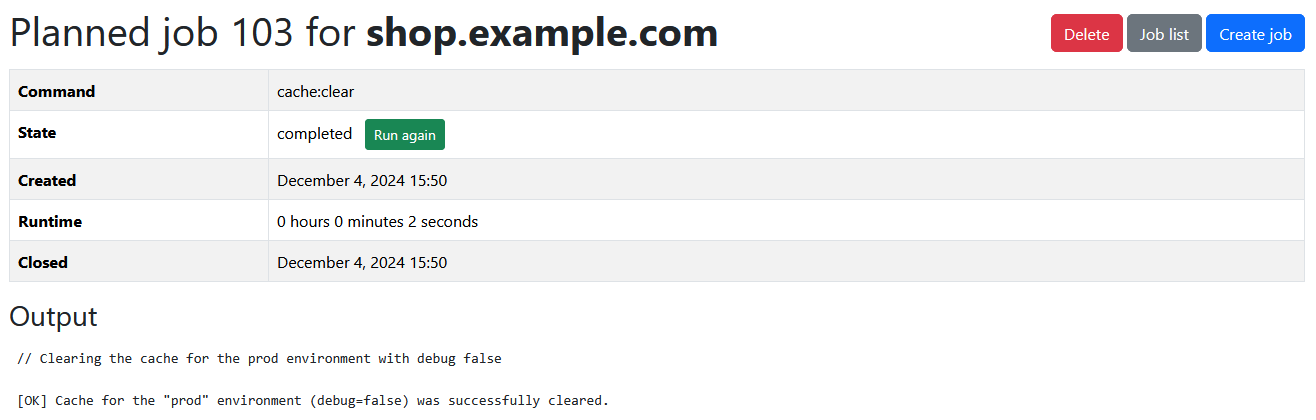 Planned job 103 for shop.example.com
Delete Job list Create job
Command cache:clear
State completed Run again
Created December 4, 2024 15:50
Runtime 0 hours 0 minutes 2 seconds
Closed December 4, 2024 15:50
Output
// Clearing the cache for the prod environment with debug false
[OK] Cache for the "prod" environment (debug=false) was successfully cleared.